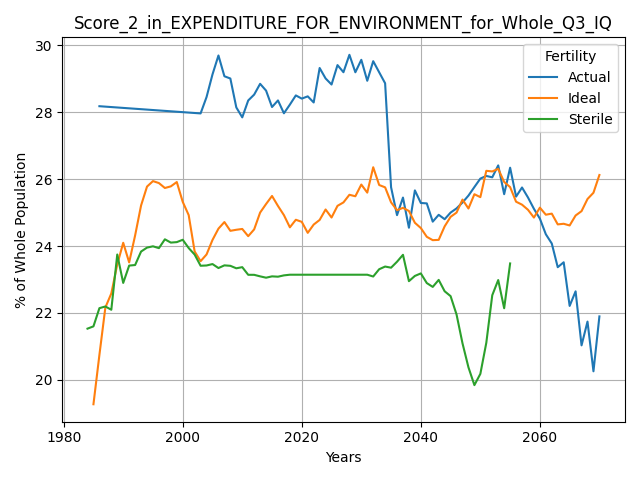 Score_2_in_EXPENDITURE_FOR_ENVIRONMENT_for_Whole_Q3_IQ
Fertility
Actual
Ideal
Sterile
% of Whole Population
30
28
26
24
22
20
1980
2000
2020
2040
2060
Years